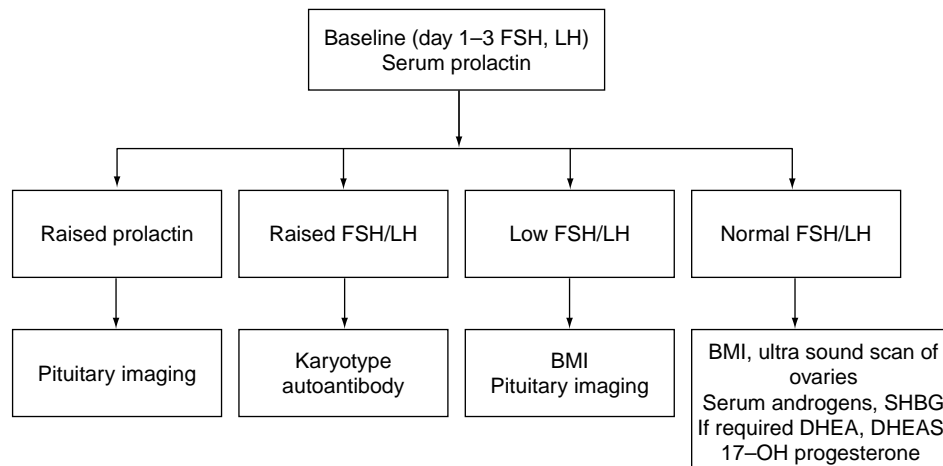 Baseline (day 1–3 FSH, LH)
Serum prolactin
Raised prolactin
Raised FSH/LH
Low FSH/LH
Normal FSH/LH
Pituitary imaging
Karyotype
autoantibody
BMI
Pituitary imaging
BMI, ultra sound scan of
ovaries
Serum androgens, SHBG
If required DHEA, DHEAS
17–OH progesterone